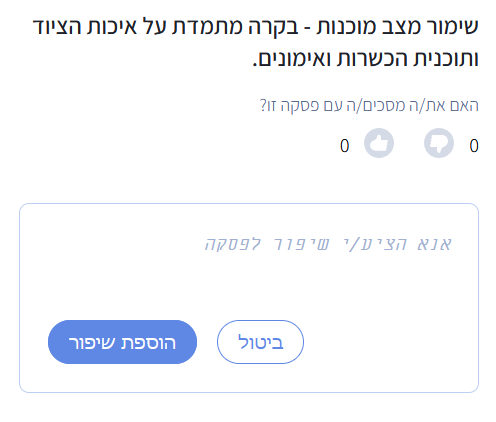 שימור מצב מוכנות - בקרה מתמדת על איכות הציוד
ותוכנית הכשרות ואימונים.
האם את/ה מסכים/ה עם פסקה זו?
0 0
אנא הציע/י שיפור לפסקה
ביטול הוספת שיפור